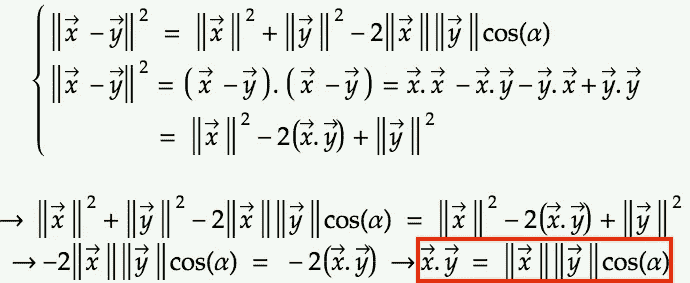 ‖x⃗ − y⃗‖² = ‖x⃗‖² + ‖y⃗‖² − 2‖x⃗‖‖y⃗‖cos(α)
‖x⃗ − y⃗‖² = (x⃗ − y⃗).(x⃗ − y⃗) = x⃗.x⃗ − x⃗.y⃗ − y⃗.x⃗ + y⃗.y⃗
= ‖x⃗‖² − 2(x⃗.y⃗) + ‖y⃗‖²
→ ‖x⃗‖² + ‖y⃗‖² − 2‖x⃗‖‖y⃗‖cos(α) = ‖x⃗‖² − 2(x⃗.y⃗) + ‖y⃗‖²
→ −2‖x⃗‖‖y⃗‖cos(α) = −2(x⃗.y⃗) → x⃗.y⃗ = ‖x⃗‖‖y⃗‖cos(α)